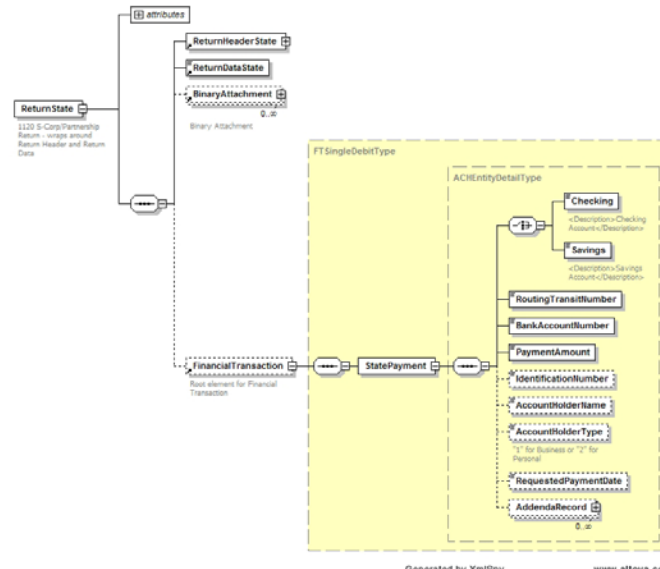 attributes
ReturnHeaderState
ReturnDataState
BinaryAttachment
0..∞
Binary Attachment
ReturnState
1120 S-Corp/Partnership
Return - wraps around
Return Header and Return
Data
FTSingleDebitType
ACHEntityDetailType
Checking
<Description>Checking
Account</Description>
Savings
<Description>Savings
Account</Description>
RoutingTransitNumber
BankAccountNumber
PaymentAmount
FinancialTransaction
Root element for Financial
Transaction
StatePayment
IdentificationNumber
AccountHolderName
AccountHolderType
"1" for Business or "2" for
Personal
RequestedPaymentDate
AddendaRecord
0..∞
Generated by XmlSpy